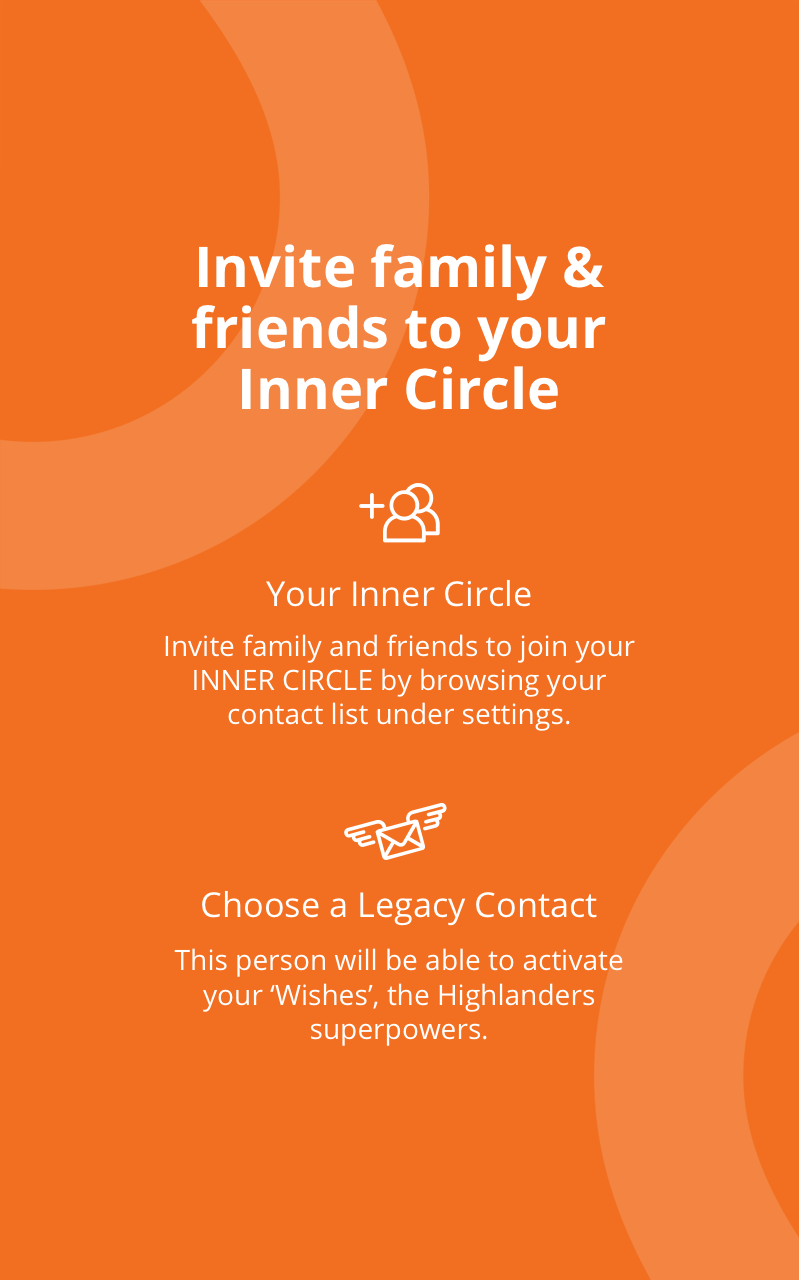 Invite family &
friends to your
Inner Circle
Your Inner Circle
Invite family and friends to join your
INNER CIRCLE by browsing your
contact list under settings.
Choose a Legacy Contact
This person will be able to activate
your ‘Wishes’, the Highlanders
superpowers.